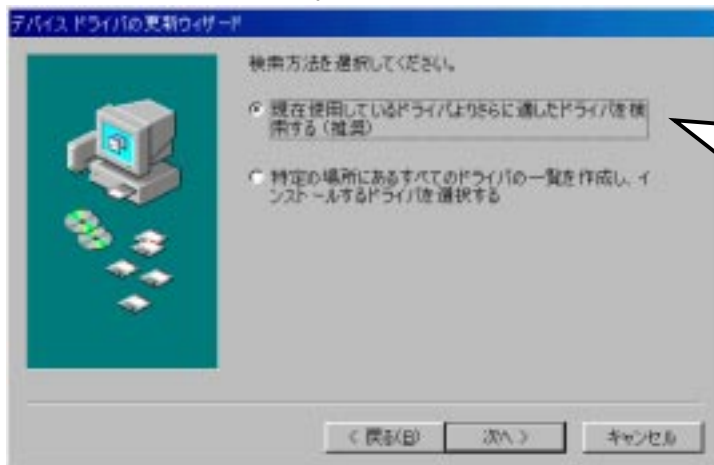 デバイス ドライバの更新ウィザード
検索方法を選択してください。
現在使用しているドライバよりさらに適したドライバを検
索する（推奨）
特定の場所にあるすべてのドライバの一覧を作成し、イ
ンストールするドライバを選択する
< 戻る(B)
次へ >
キャンセル